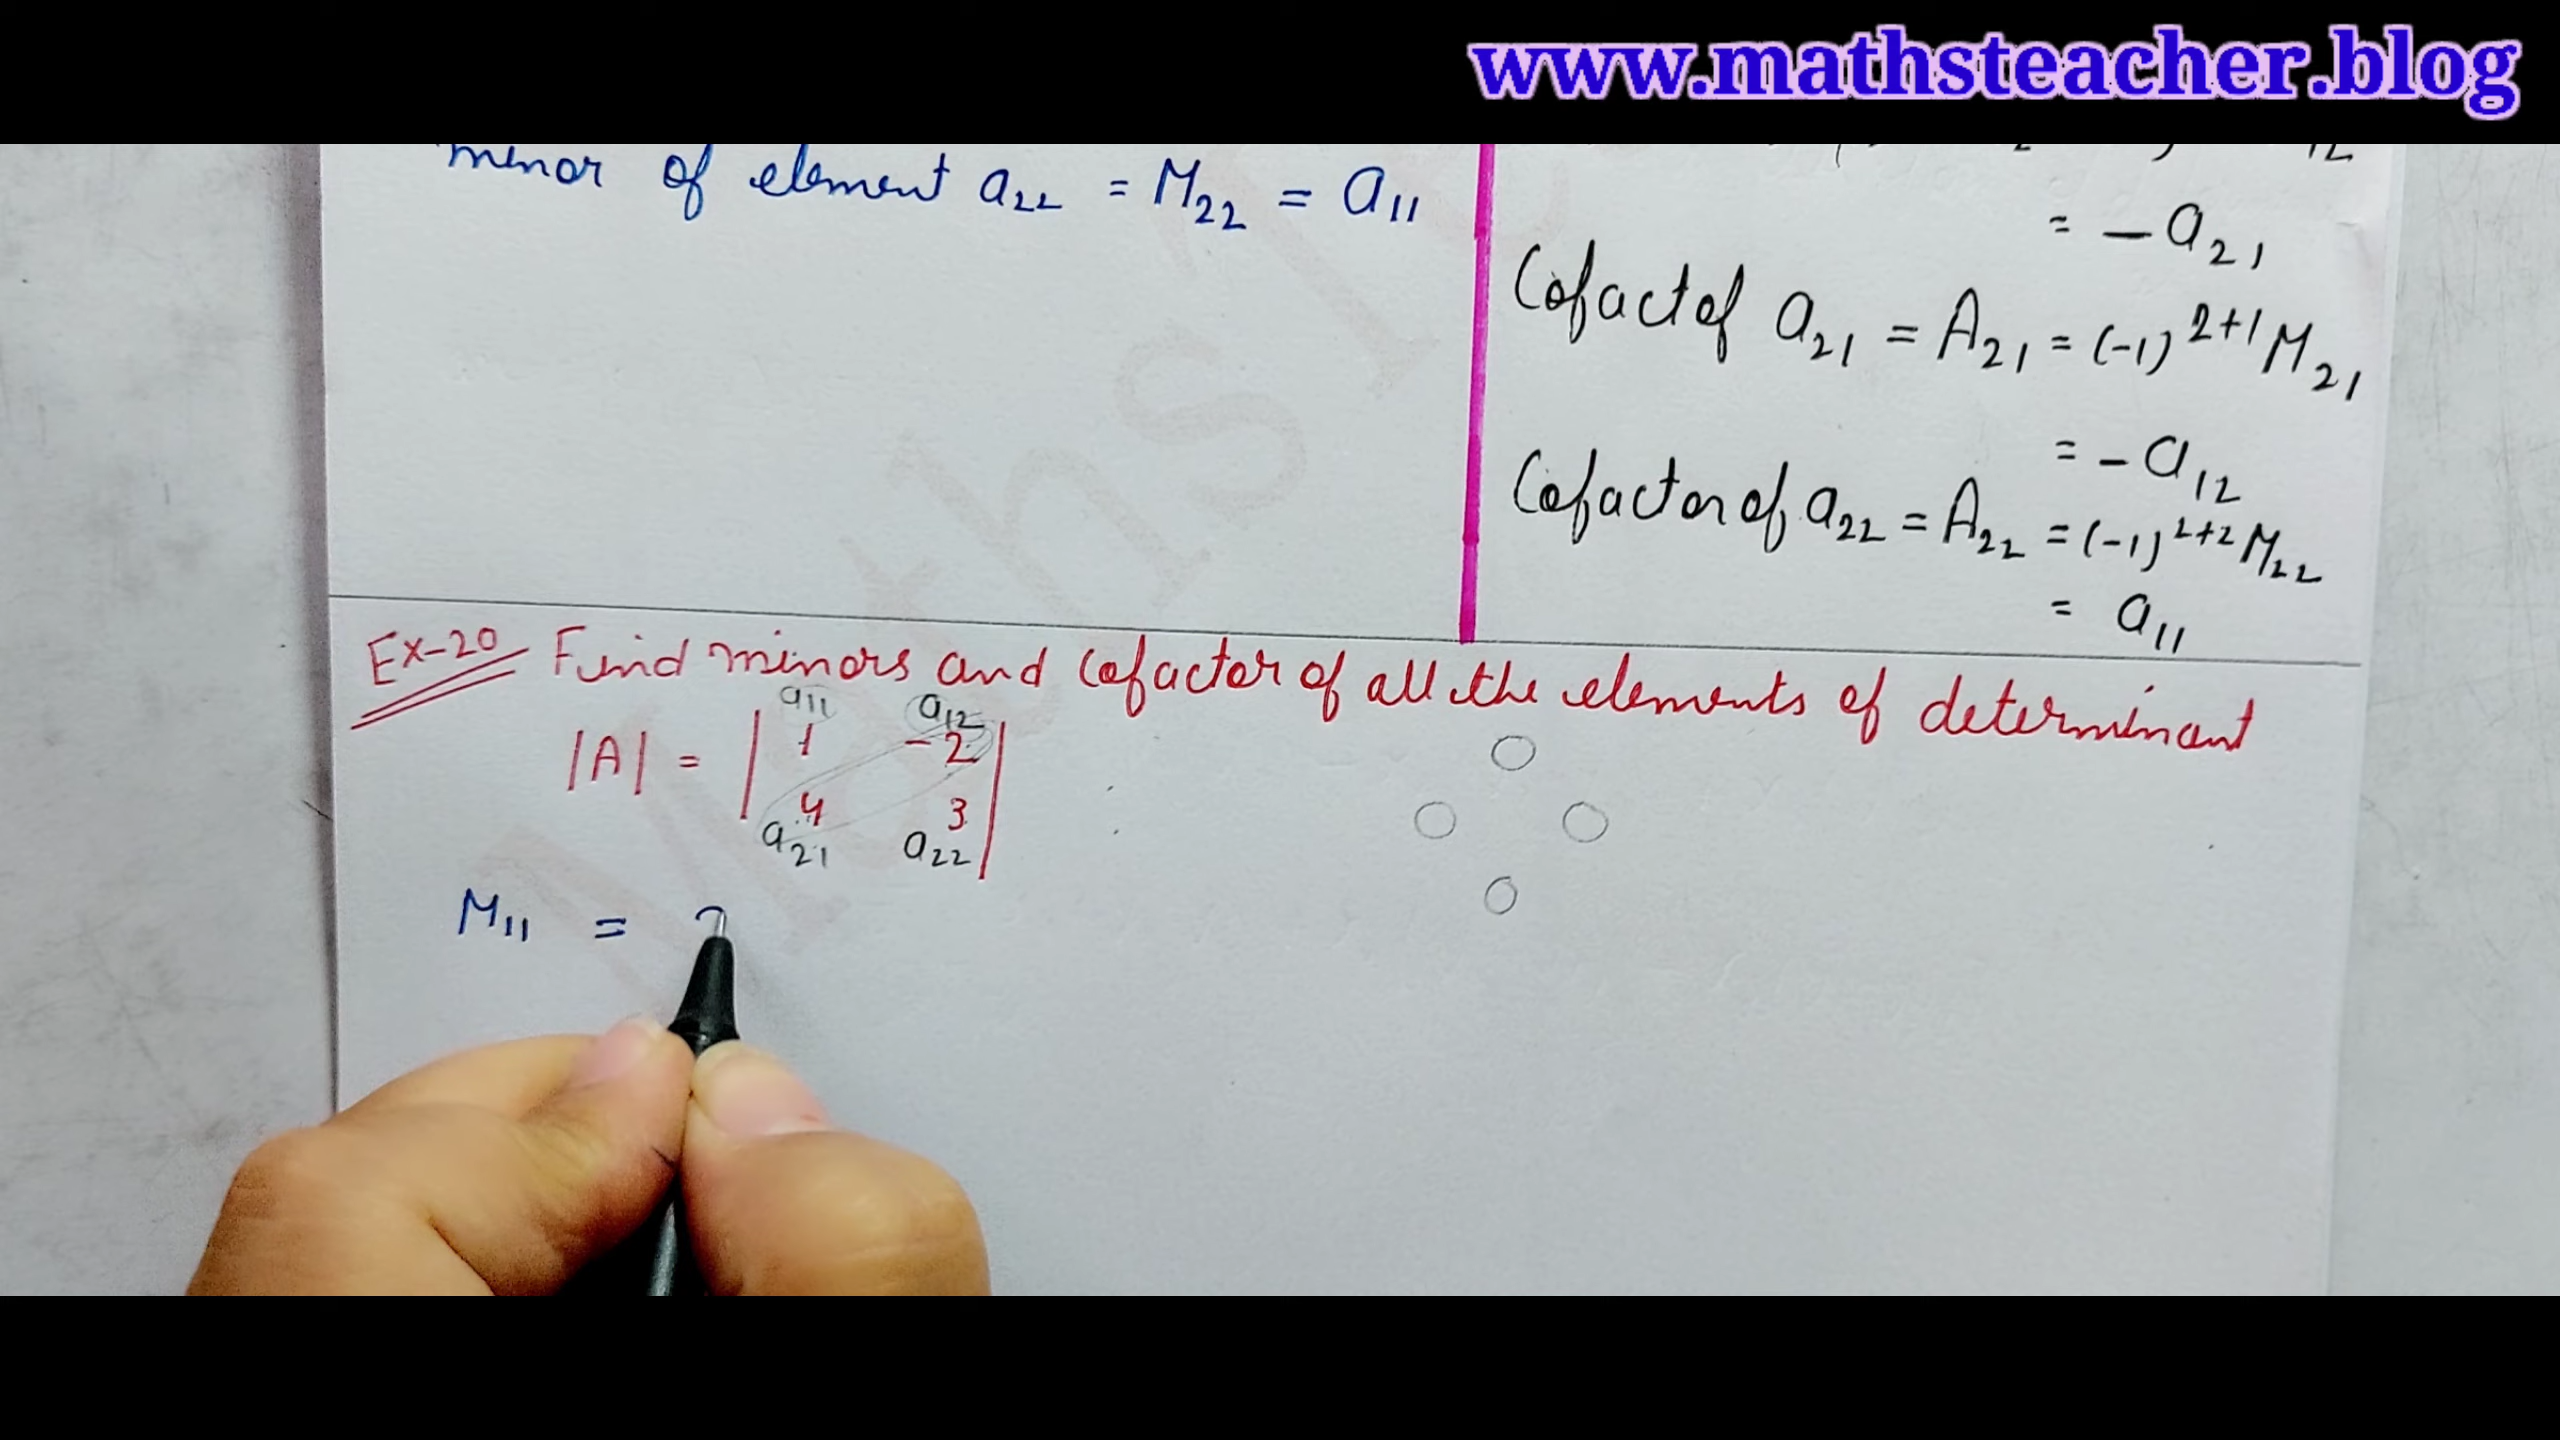 www.mathsteacher.blog
minor of element a₂₂ = M₂₂ = a₁₁
= -a₂₁
Cofact of a₂₁ = A₂₁ = (-1)²⁺¹ M₂₁
= -a₁₂
Cofactor of a₂₂ = A₂₂ = (-1)²⁺² M₂₂
= a₁₁
Ex-20 Find minors and cofactor of all the elements of determinant
a₁₁ a₁₂
|A| = | 1 -2 |
| 4 3 |
a₂₁ a₂₂
M₁₁ =